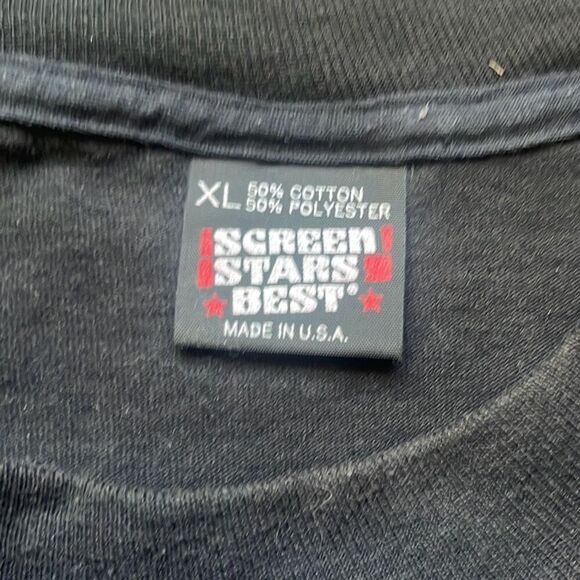 XL 50% COTTON
50% POLYESTER
SCREEN
STARS
BEST®
MADE IN U.S.A.